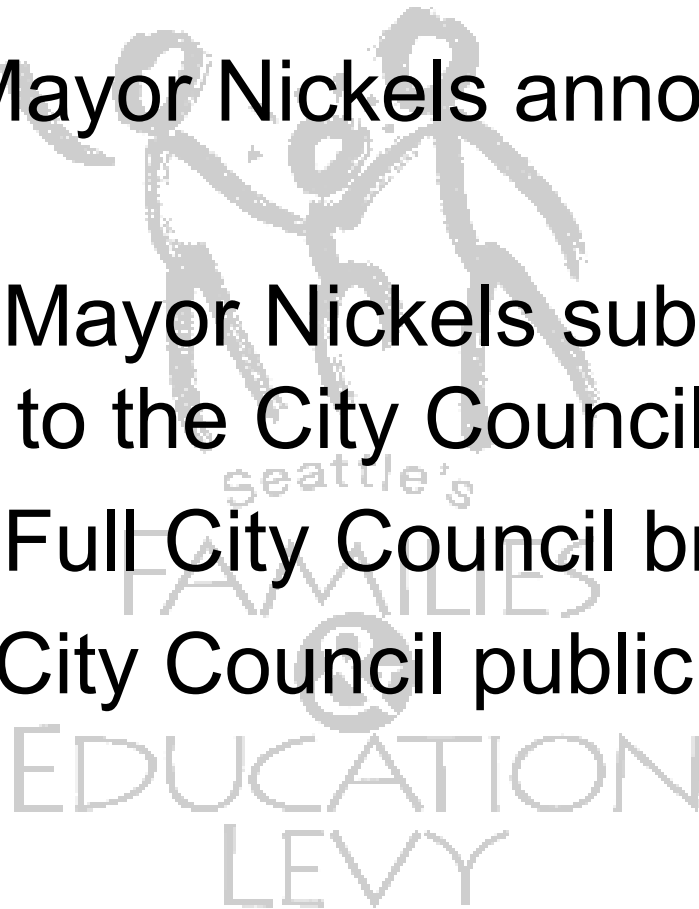 Mayor Nickels anno
Mayor Nickels sub
to the City Council
Seattle's
Full City Council br
FAMILIES
City Council public
&
EDUCATION
LEVY